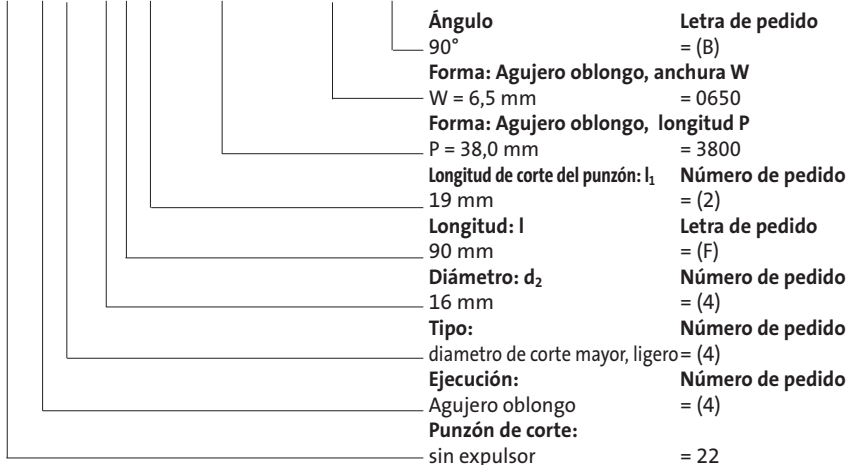 Ángulo Letra de pedido
90° = (B)
Forma: Agujero oblongo, anchura W
W = 6,5 mm = 0650
Forma: Agujero oblongo, longitud P
P = 38,0 mm = 3800
Longitud de corte del punzón: l₁ Número de pedido
19 mm = (2)
Longitud: l Letra de pedido
90 mm = (F)
Diámetro: d₂ Número de pedido
16 mm = (4)
Tipo: Número de pedido
diametro de corte mayor, ligero = (4)
Ejecución: Número de pedido
Agujero oblongo = (4)
Punzón de corte:
sin expulsor = 22